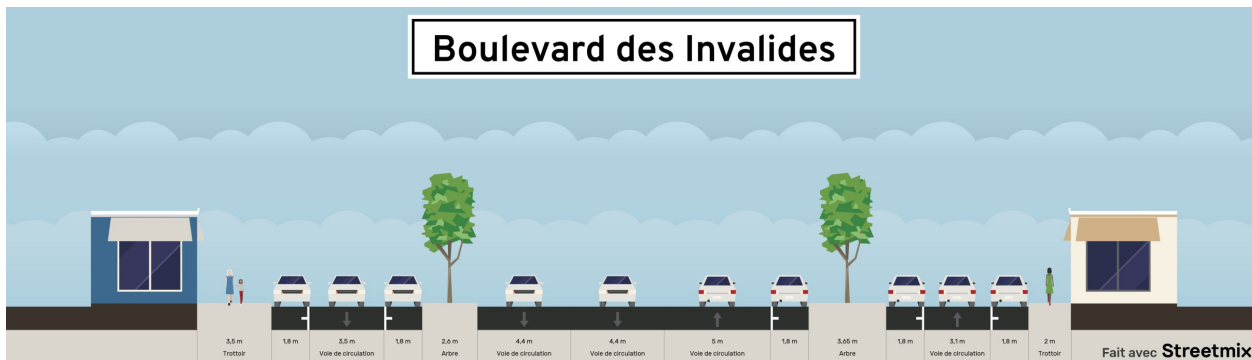 Boulevard des Invalides
3,5 m
Trottoir
1,8 m
3,5 m
Voie de circulation
1,8 m
2,6 m
Arbre
4,4 m
Voie de circulation
4,4 m
Voie de circulation
5 m
Voie de circulation
1,8 m
3,65 m
Arbre
1,8 m
3,1 m
Voie de circulation
1,8 m
2 m
Trottoir
Fait avec Streetmix